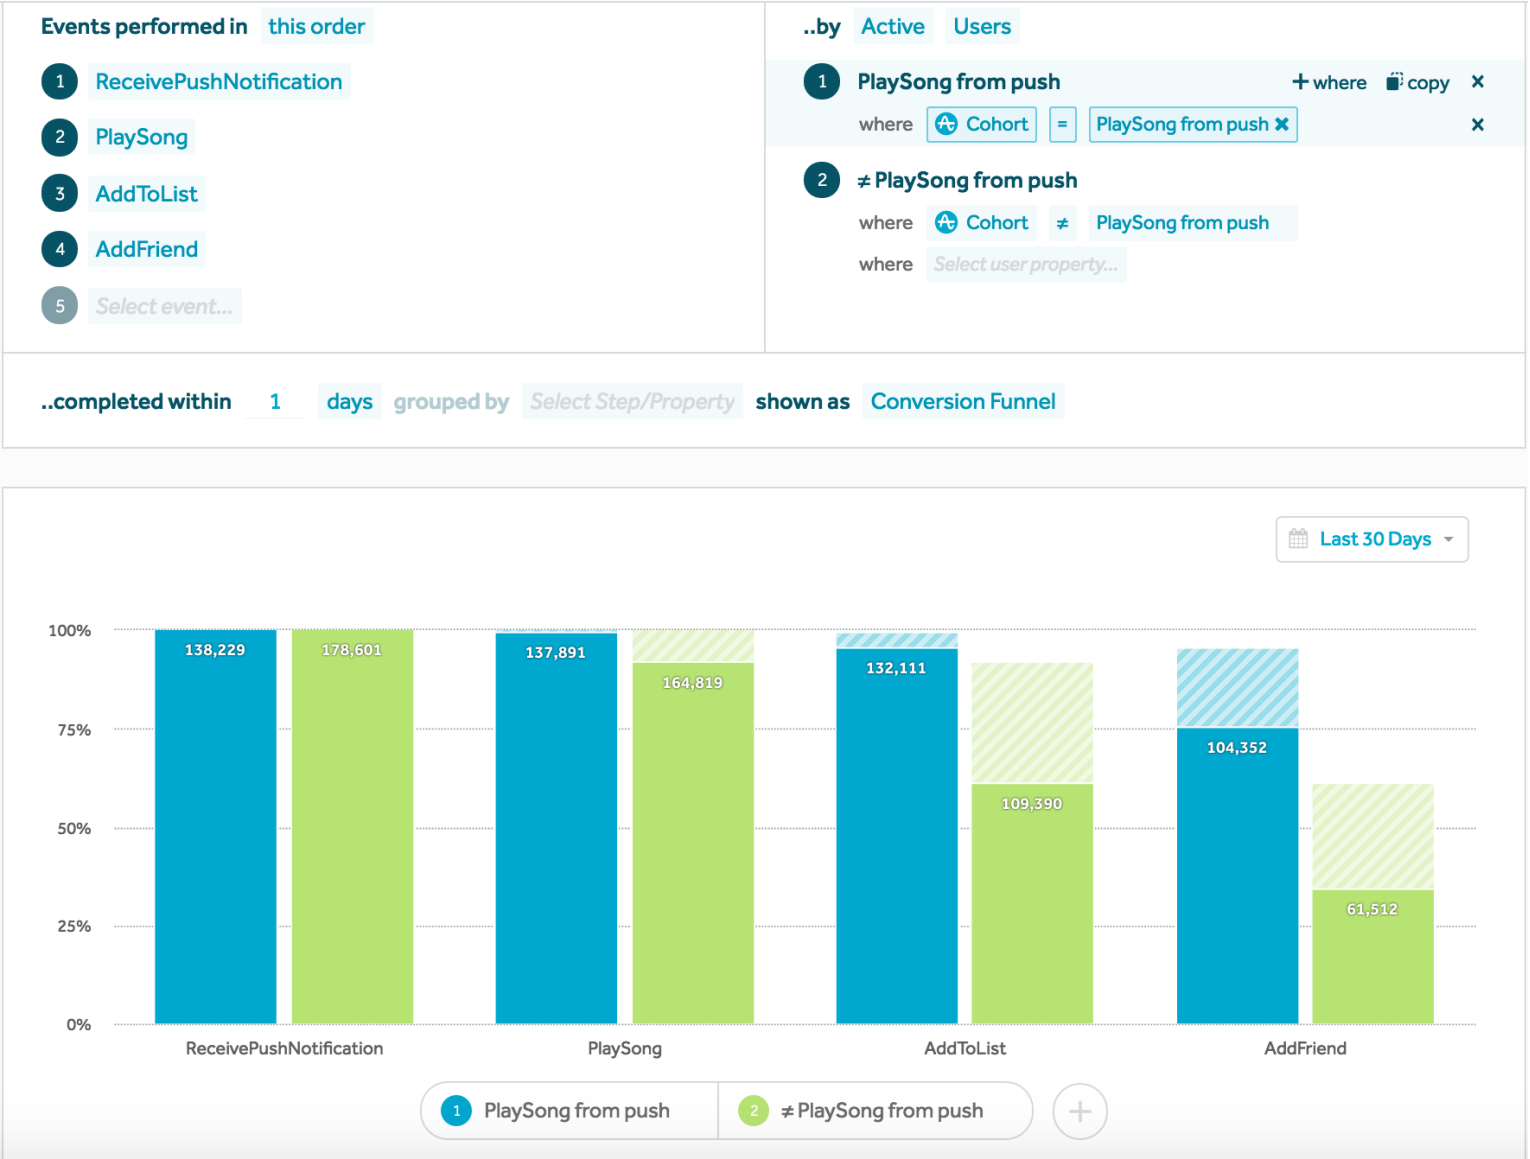 Events performed in this order
1 ReceivePushNotification
2 PlaySong
3 AddToList
4 AddFriend
5 Select event...
..by Active Users
1 PlaySong from push + where copy ×
where Cohort = PlaySong from push × ×
2 ≠ PlaySong from push
where Cohort ≠ PlaySong from push
where Select user property...
..completed within 1 days grouped by Select Step/Property shown as Conversion Funnel
Last 30 Days
100%
75%
50%
25%
0%
138,229 178,601
137,891 164,819
132,111 109,390
104,352 61,512
ReceivePushNotification PlaySong AddToList AddFriend
1 PlaySong from push 2 ≠ PlaySong from push +